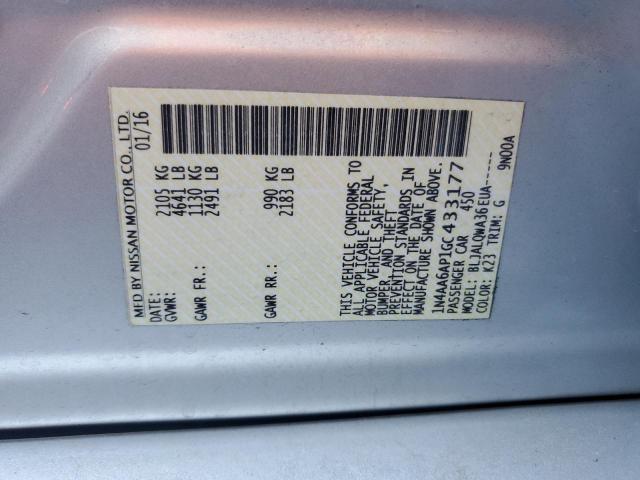 MFD BY NISSAN MOTOR CO., LTD.
DATE: 01/16
GVWR: 2105 KG
4641 LB
GAWR FR: 1130 KG
2491 LB
GAWR RR: 990 KG
2183 LB
THIS VEHICLE CONFORMS TO
ALL APPLICABLE FEDERAL
MOTOR VEHICLE SAFETY,
BUMPER, AND THEFT
PREVENTION STANDARDS IN
EFFECT ON THE DATE OF
MANUFACTURE SHOWN ABOVE.
1N4AA6AP1GC433177
PASSENGER CAR 450
MODEL: BLJALQWA36EUA-----
COLOR: K23 TRIM: G 9N00A